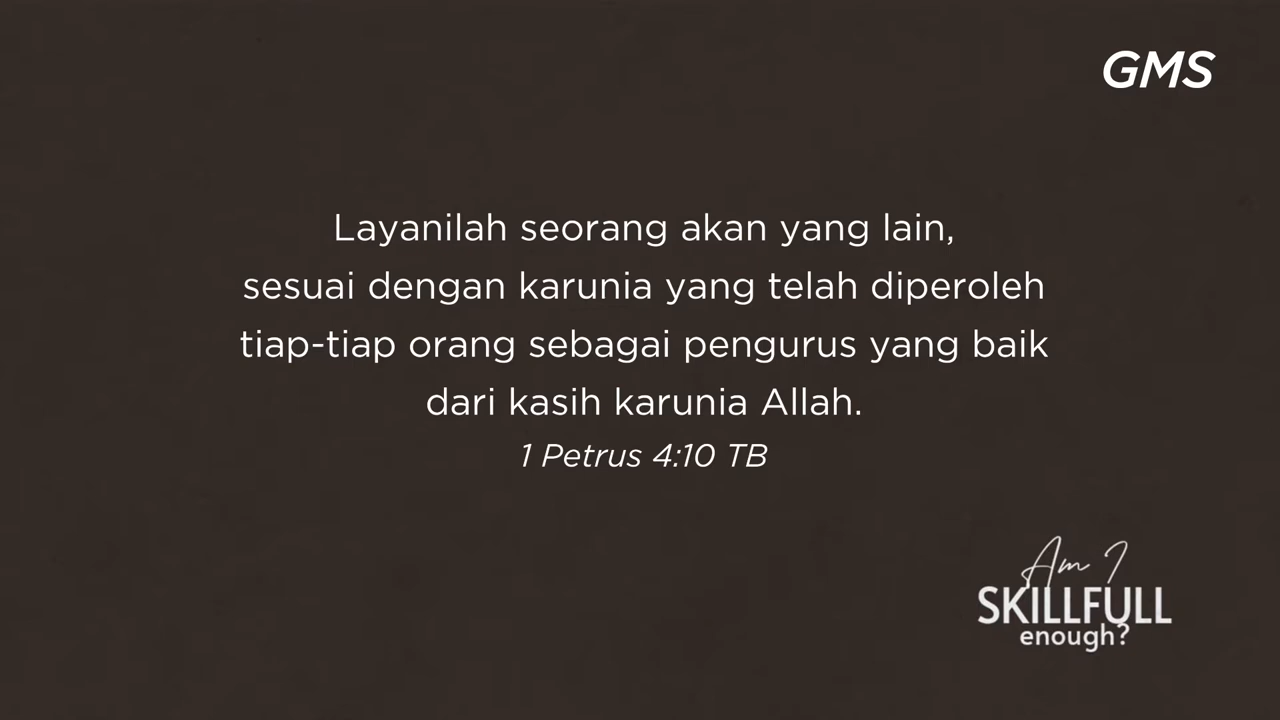 GMS
Layanilah seorang akan yang lain,
sesuai dengan karunia yang telah diperoleh
tiap-tiap orang sebagai pengurus yang baik
dari kasih karunia Allah.
1 Petrus 4:10 TB
Am I
SKILLFULL
enough?